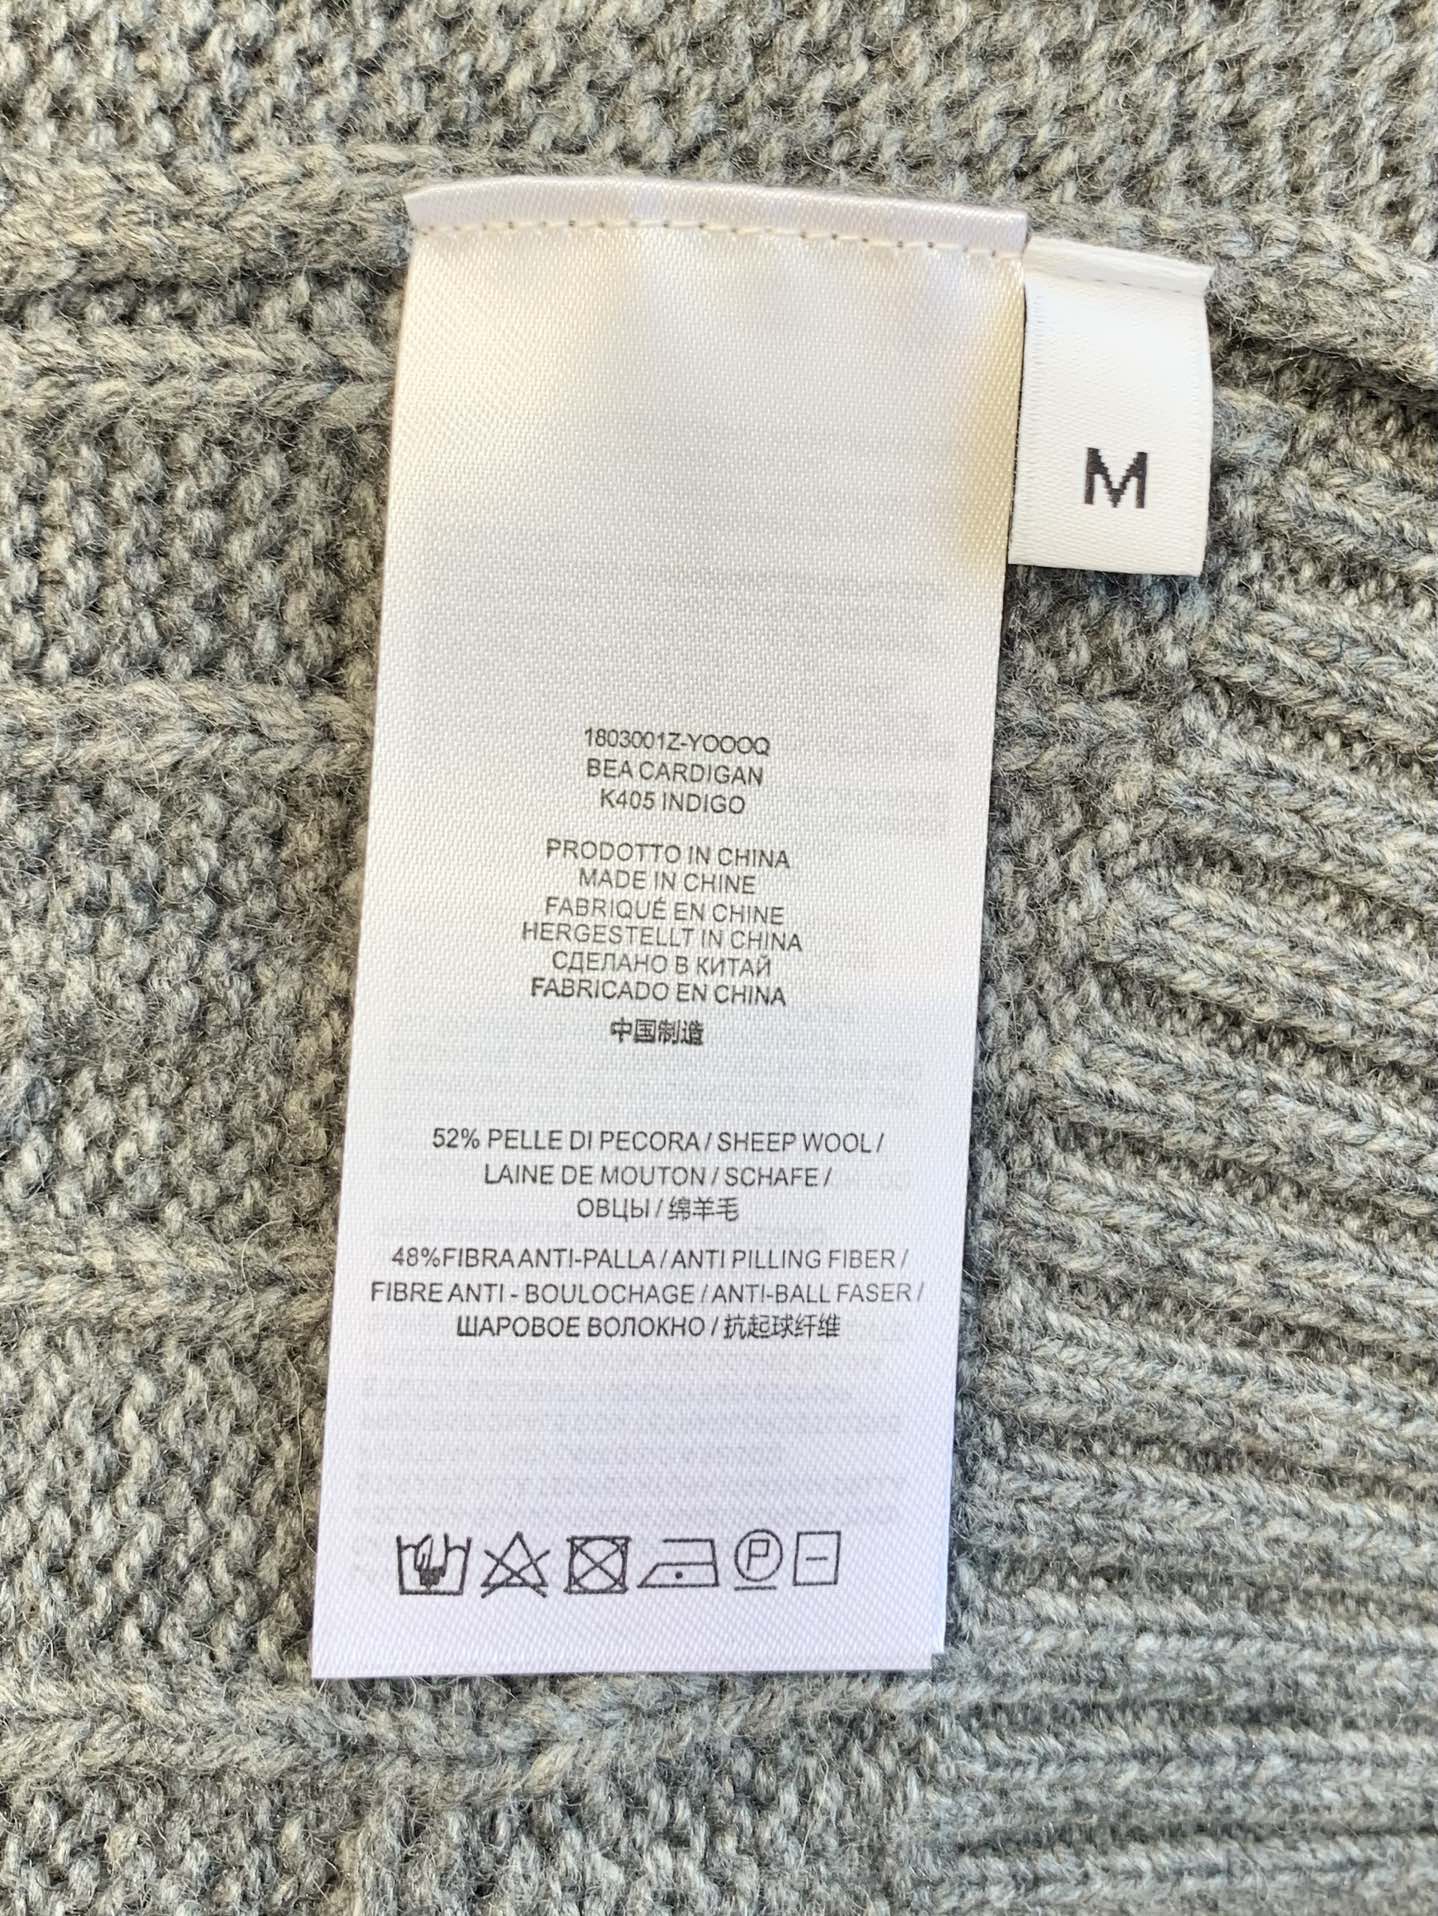 M
1803001Z-YOOOQ
BEA CARDIGAN
K405 INDIGO
PRODOTTO IN CHINA
MADE IN CHINE
FABRIQUÉ EN CHINE
HERGESTELLT IN CHINA
СДЕЛАНО В КИТАЙ
FABRICADO EN CHINA
中国制造
52% PELLE DI PECORA / SHEEP WOOL /
LAINE DE MOUTON / SCHAFE /
ОВЦЫ / 绵羊毛
48%FIBRA ANTI-PALLA / ANTI PILLING FIBER /
FIBRE ANTI - BOULOCHAGE / ANTI-BALL FASER /
ШАРОВОЕ ВОЛОКНО / 抗起球纤维
P